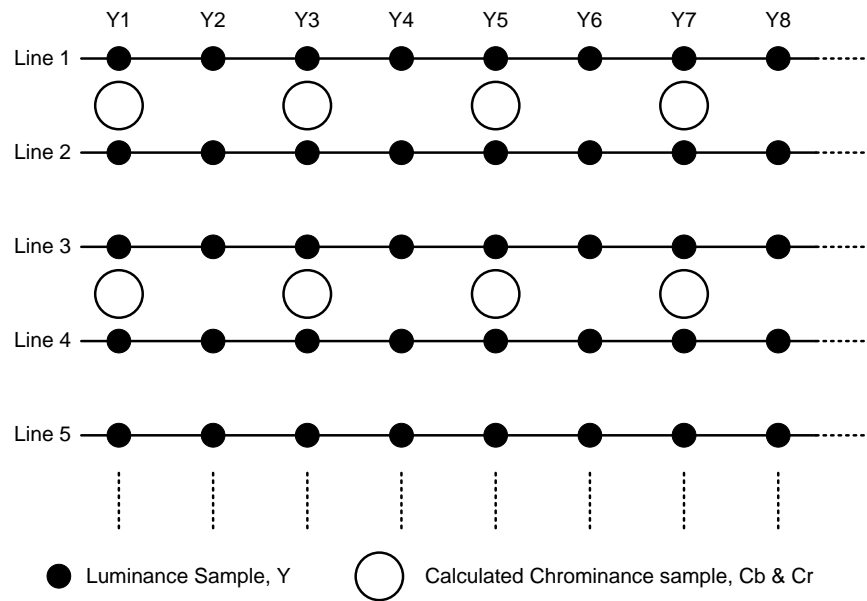 Y1 Y2 Y3 Y4 Y5 Y6 Y7 Y8
Line 1
Line 2
Line 3
Line 4
Line 5
Luminance Sample, Y
Calculated Chrominance sample, Cb & Cr